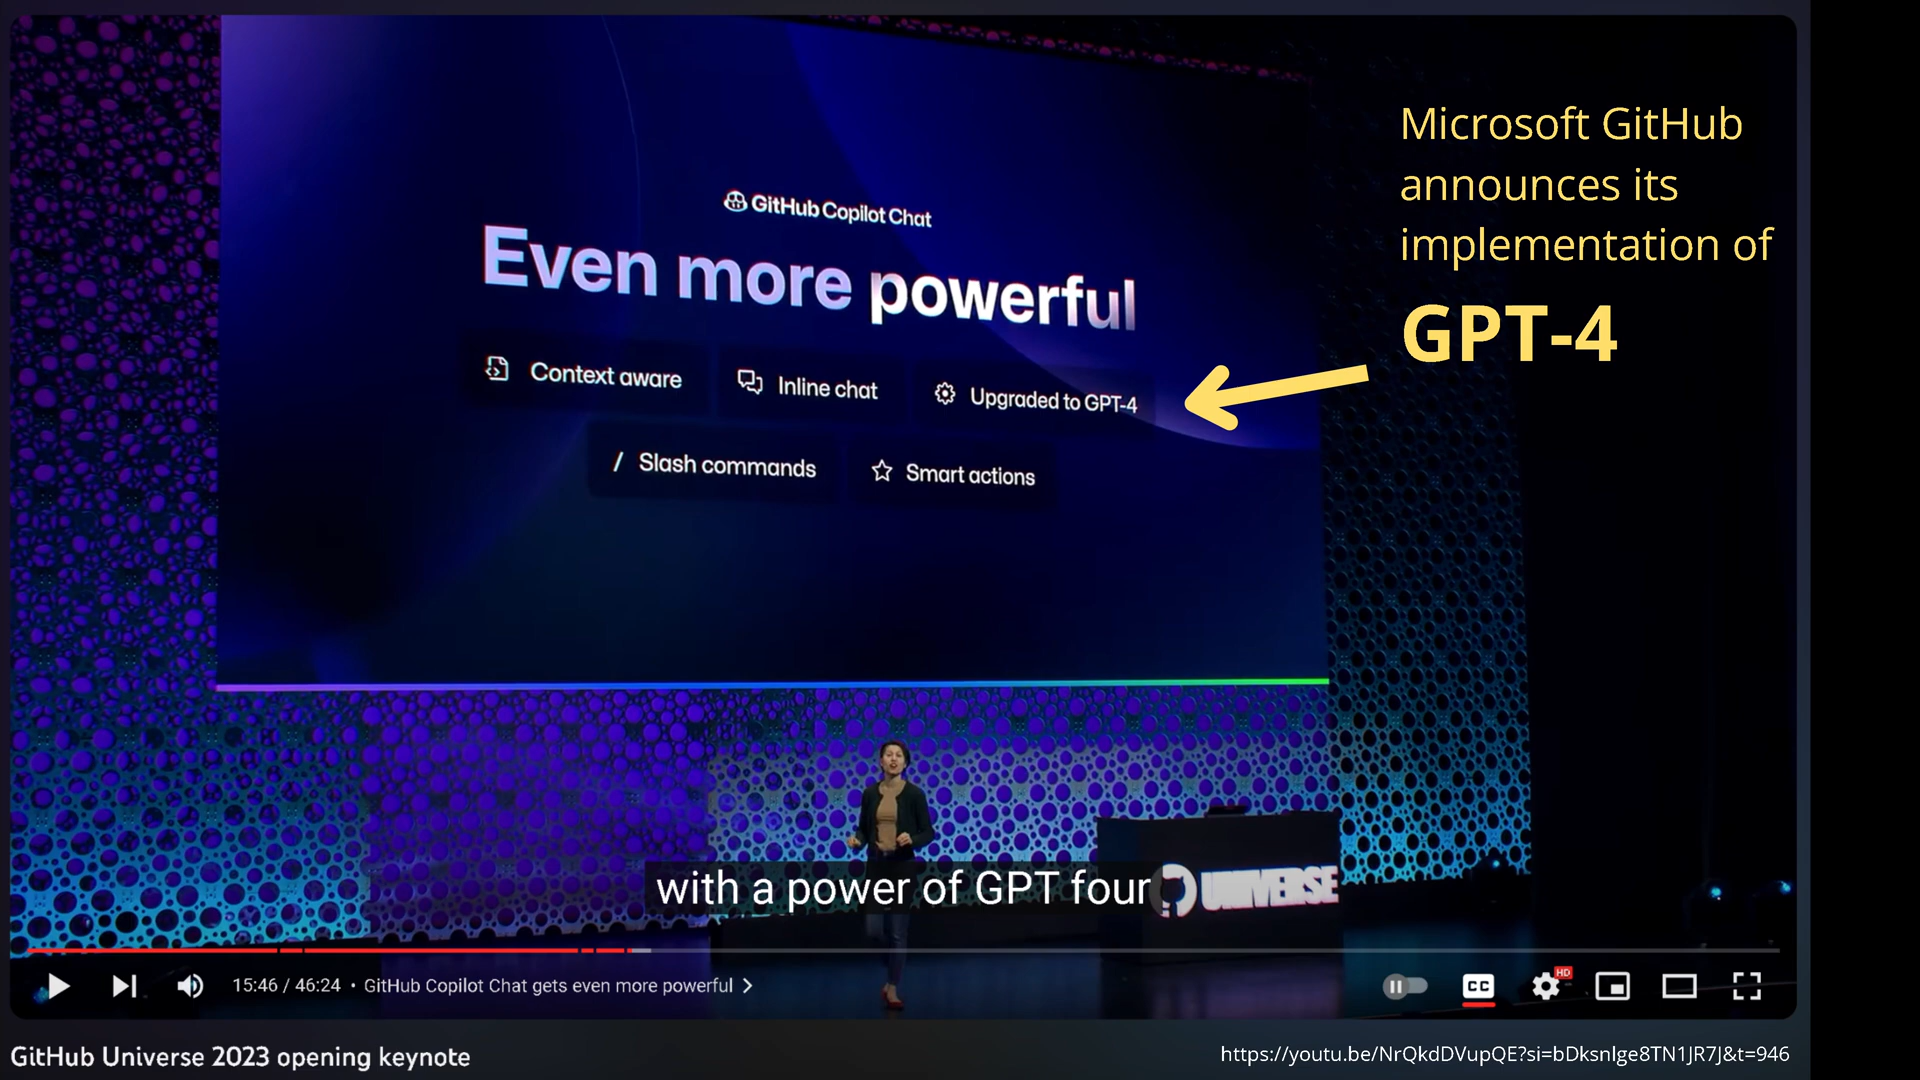 GitHub Copilot Chat
Even more powerful
Context aware
Inline chat
Upgraded to GPT-4
/ Slash commands
Smart actions
Microsoft GitHub
announces its
implementation of
GPT-4
with a power of GPT four
UNIVERSE
15:46 / 46:24 • GitHub Copilot Chat gets even more powerful
CC
HD
GitHub Universe 2023 opening keynote
https://youtu.be/NrQkdDVupQE?si=bDksnlge8TN1JR7J&t=946